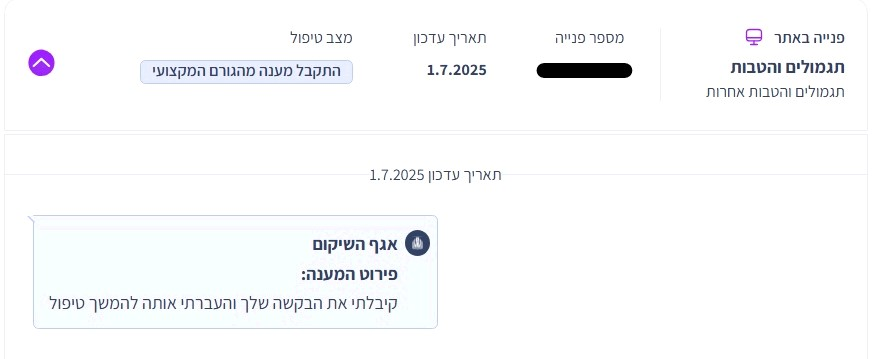 פנייה באתר
תגמולים והטבות
תגמולים והטבות אחרות
מספר פנייה
תאריך עדכון
1.7.2025
מצב טיפול
התקבל מענה מהגורם המקצועי
תאריך עדכון 1.7.2025
אגף השיקום
פירוט המענה:
קיבלתי את הבקשה שלך והעברתי אותה להמשך טיפול